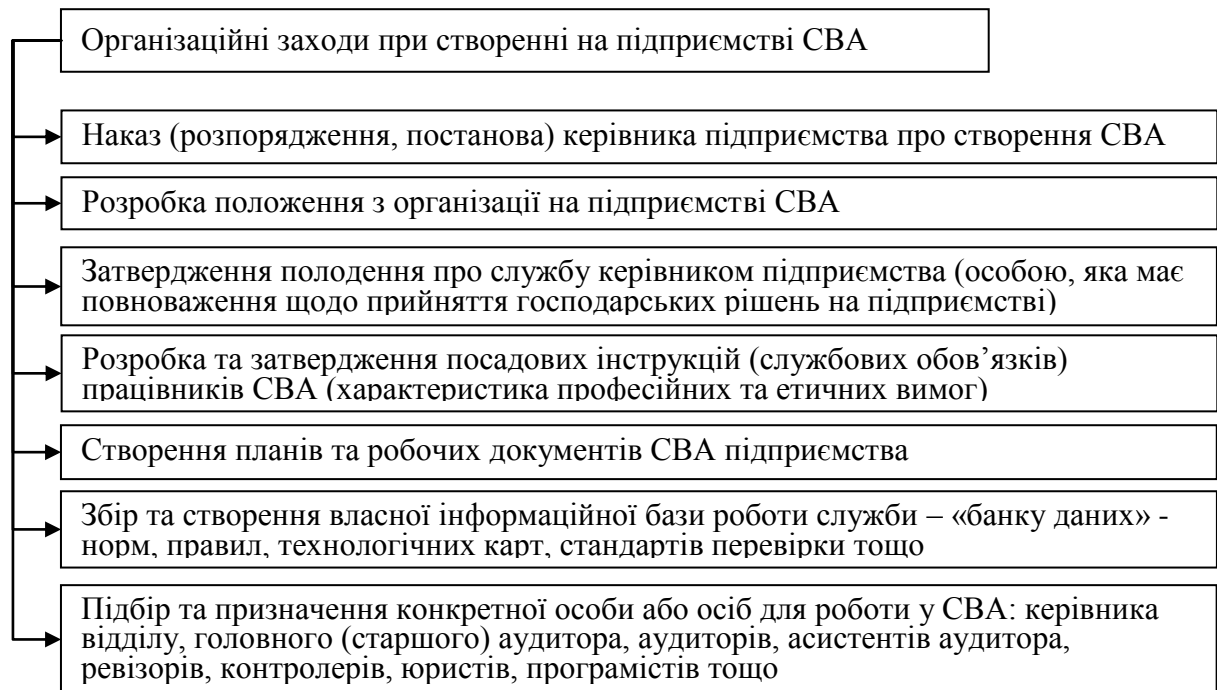 Організаційні заходи при створенні на підприємстві СВА
Наказ (розпорядження, постанова) керівника підприємства про створення СВА
Розробка положення з організації на підприємстві СВА
Затвердження полодення про службу керівником підприємства (особою, яка має
повноваження щодо прийняття господарських рішень на підприємстві)
Розробка та затвердження посадових інструкцій (службових обов’язків)
працівників СВА (характеристика професійних та етичних вимог)
Створення планів та робочих документів СВА підприємства
Збір та створення власної інформаційної бази роботи служби – «банку даних» -
норм, правил, технологічних карт, стандартів перевірки тощо
Підбір та призначення конкретної особи або осіб для роботи у СВА: керівника
відділу, головного (старшого) аудитора, аудиторів, асистентів аудитора,
ревізорів, контролерів, юристів, програмістів тощо